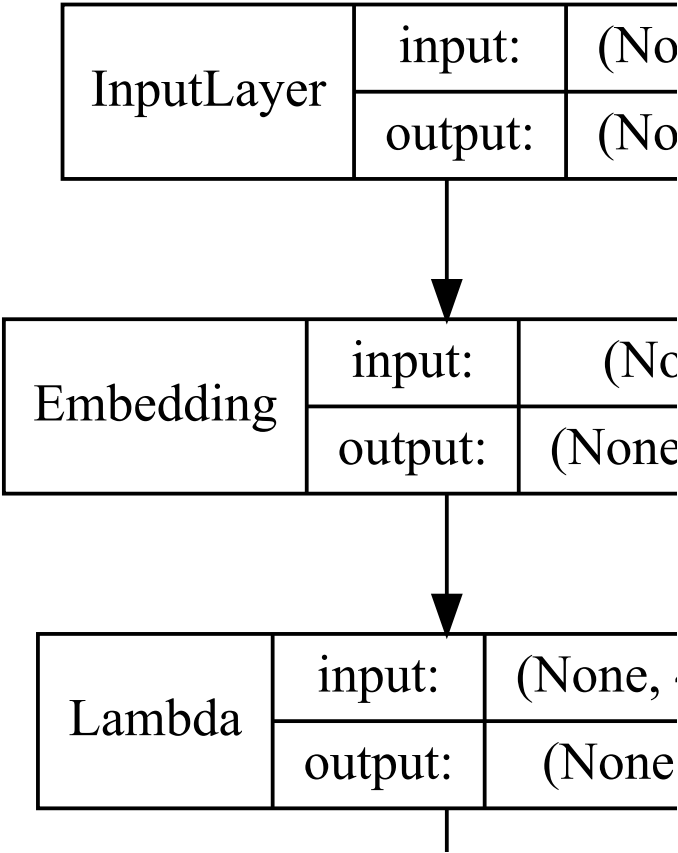 InputLayer
input: (No
output: (No
Embedding
input: (No
output: (None
Lambda
input: (None,
output: (None